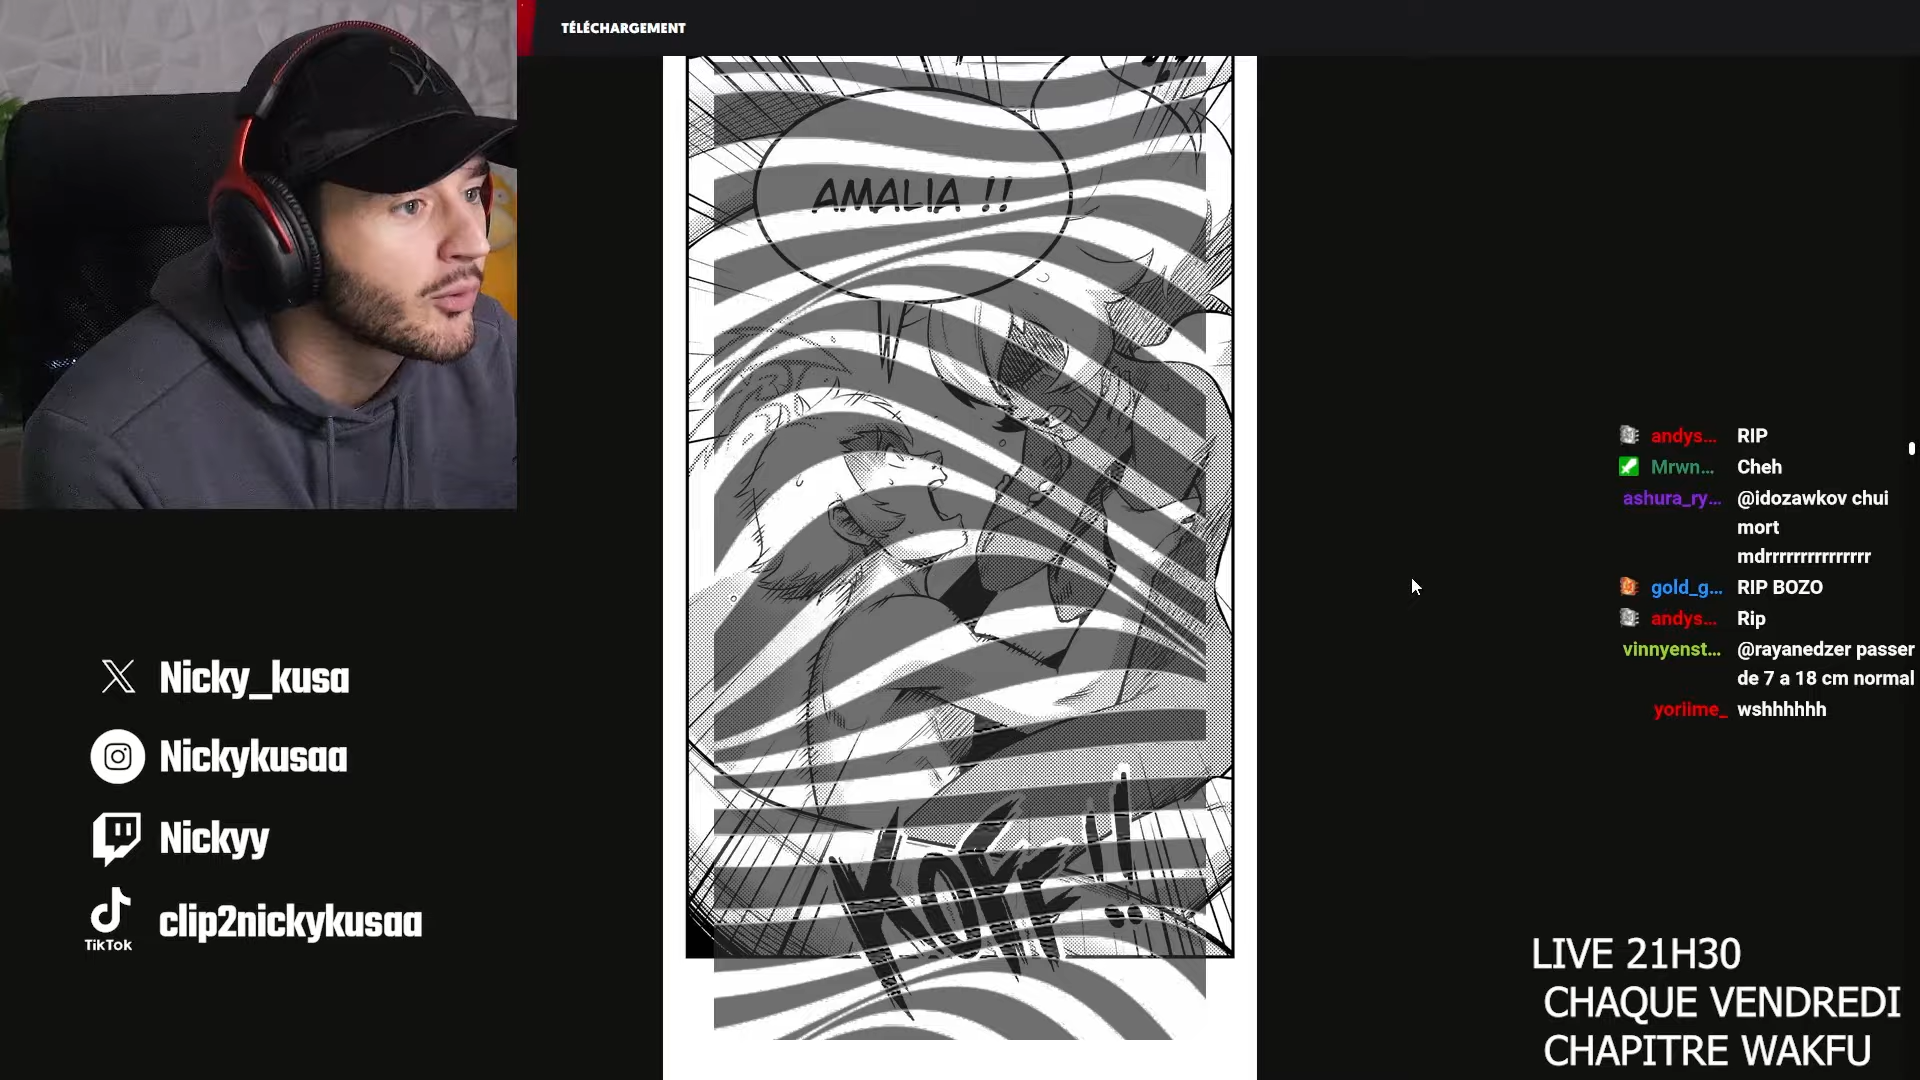 TÉLÉCHARGEMENT
AMALIA !!
KOFF!!
Nicky_kusa
Nickykusaa
Nickyy
TikTok
clip2nickykusaa
andys... RIP
Mrwn... Cheh
ashura_ry... @idozawkov chui
mort
mdrrrrrrrrrrrrrrr
gold_g... RIP BOZO
andys... Rip
vinnyenst... @rayanedzer passer
de 7 a 18 cm normal
yoriime_ wshhhhhh
LIVE 21H30
CHAQUE VENDREDI
CHAPITRE WAKFU